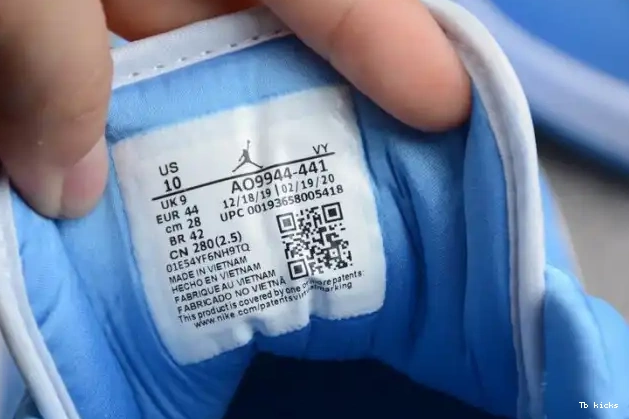 US
10
VY
AO9944-441
12/18/19 | 02/19/20
UPC 00193658005418
UK 9
EUR 44
cm 28
BR 42
CN 280(2.5)
01E54YF6NH9TQ
MADE IN VIETNAM
HECHO EN VIETNAM
FABRIQUE AU VIETNAM
FABRICADO NO VIETNÃ
This product is covered by one or more patents:
www.nike.com/patents
Tb kicks